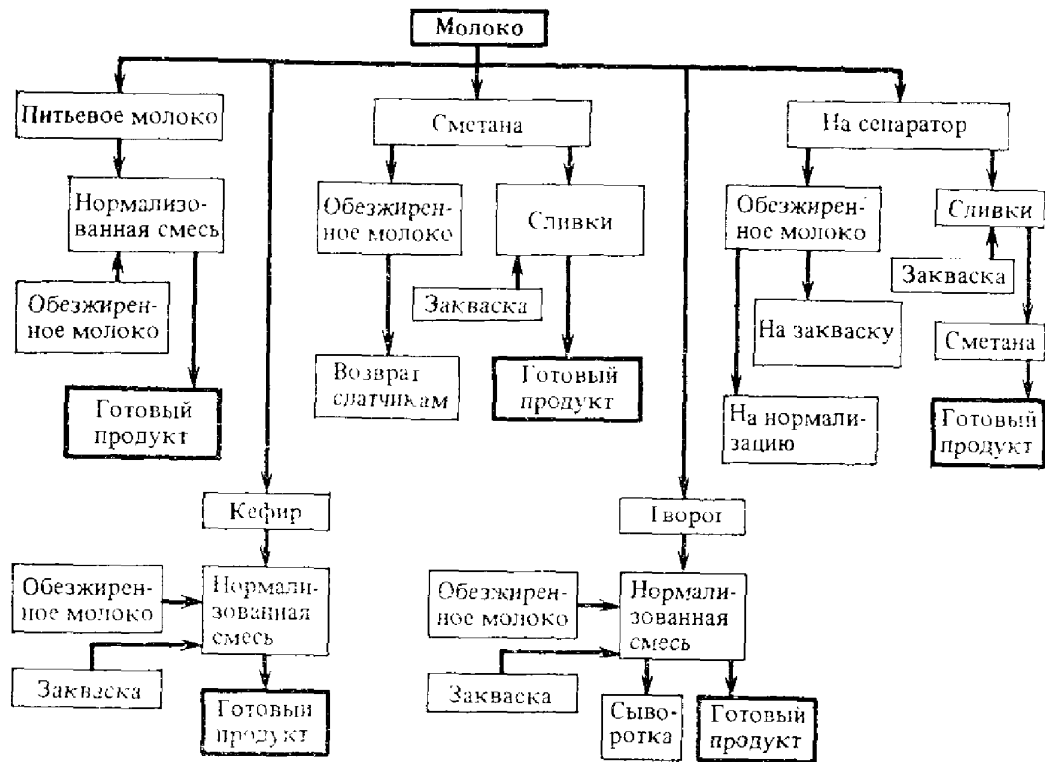 Молоко
Питьевое молоко
Сметана
На сепаратор
Нормализо-
ванная смесь
Обезжирен-
ное молоко
Сливки
Обезжирен-
ное молоко
Сливки
Обезжирен-
ное молоко
Закваска
Закваска
На закваску
Сметана
Возврат
сдатчикам
Готовый
продукт
Готовый
продукт
На нормали-
зацию
Готовый
продукт
Кефир
Творог
Обезжирен-
ное молоко
Нормали-
зованная
смесь
Закваска
Готовый
продукт
Обезжирен-
ное молоко
Нормали-
зованная
смесь
Закваска
Сыво-
ротка
Готовый
продукт